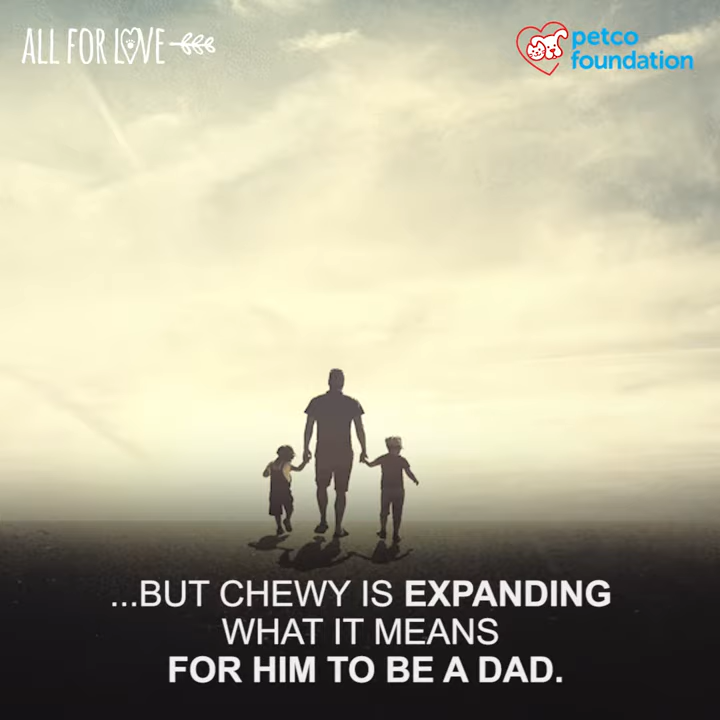 ALL FOR LOVE
petco
foundation
...BUT CHEWY IS EXPANDING
WHAT IT MEANS
FOR HIM TO BE A DAD.